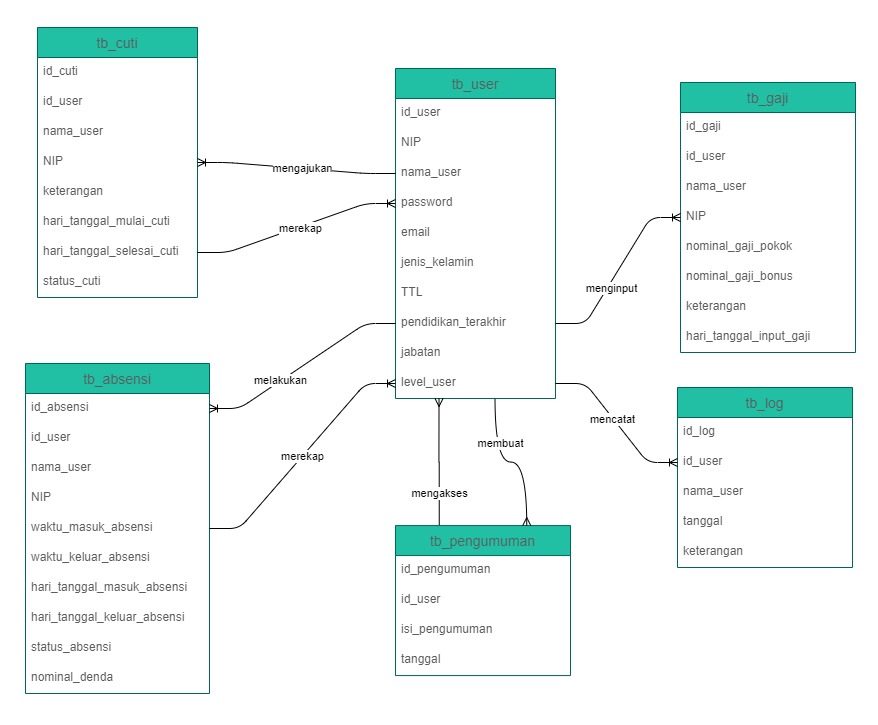 tb_cuti
id_cuti
id_user
nama_user
NIP
keterangan
hari_tanggal_mulai_cuti
hari_tanggal_selesai_cuti
status_cuti
mengajukan
merekap
tb_user
id_user
NIP
nama_user
password
email
jenis_kelamin
TTL
pendidikan_terakhir
jabatan
level_user
menginput
tb_gaji
id_gaji
id_user
nama_user
NIP
nominal_gaji_pokok
nominal_gaji_bonus
keterangan
hari_tanggal_input_gaji
tb_absensi
id_absensi
id_user
nama_user
NIP
waktu_masuk_absensi
waktu_keluar_absensi
hari_tanggal_masuk_absensi
hari_tanggal_keluar_absensi
status_absensi
nominal_denda
melakukan
merekap
mengakses
membuat
mencatat
tb_log
id_log
id_user
nama_user
tanggal
keterangan
tb_pengumuman
id_pengumuman
id_user
isi_pengumuman
tanggal